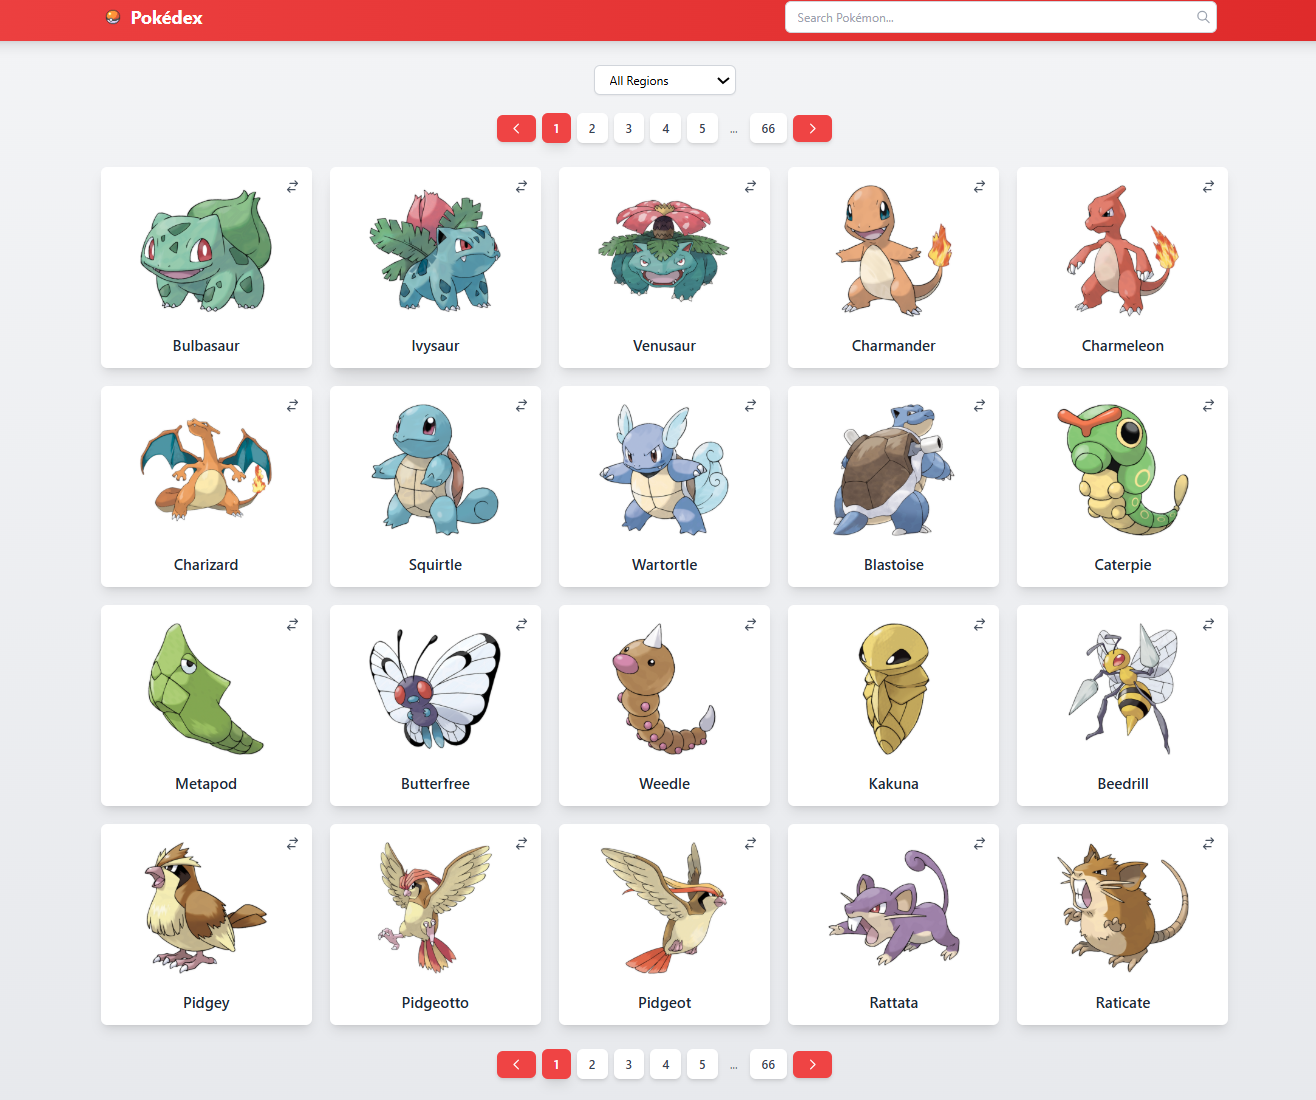 Pokédex
Search Pokémon...
All Regions
1 2 3 4 5 ... 66
Bulbasaur Ivysaur Venusaur Charmander Charmeleon
Charizard Squirtle Wartortle Blastoise Caterpie
Metapod Butterfree Weedle Kakuna Beedrill
Pidgey Pidgeotto Pidgeot Rattata Raticate
1 2 3 4 5 ... 66